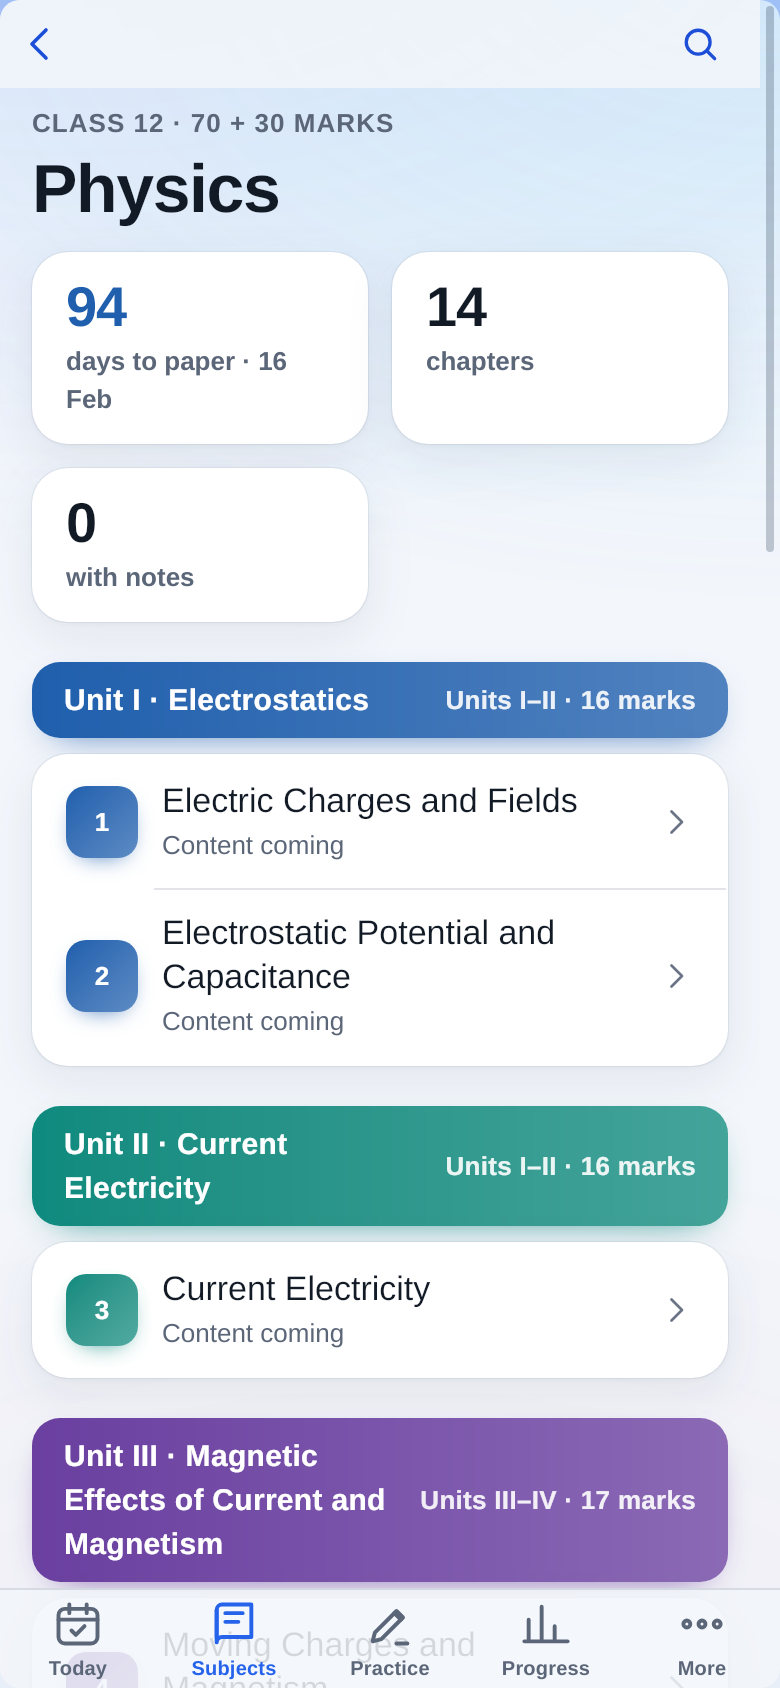 CLASS 12 · 70 + 30 MARKS
Physics
94
days to paper · 16
Feb
14
chapters
0
with notes
Unit I · Electrostatics
Units I–II · 16 marks
1
Electric Charges and Fields
Content coming
2
Electrostatic Potential and
Capacitance
Content coming
Unit II · Current
Electricity
Units I–II · 16 marks
3
Current Electricity
Content coming
Unit III · Magnetic
Effects of Current and
Magnetism
Units III–IV · 17 marks
4
Moving Charges and
Magnetism
Today
Subjects
Practice
Progress
More